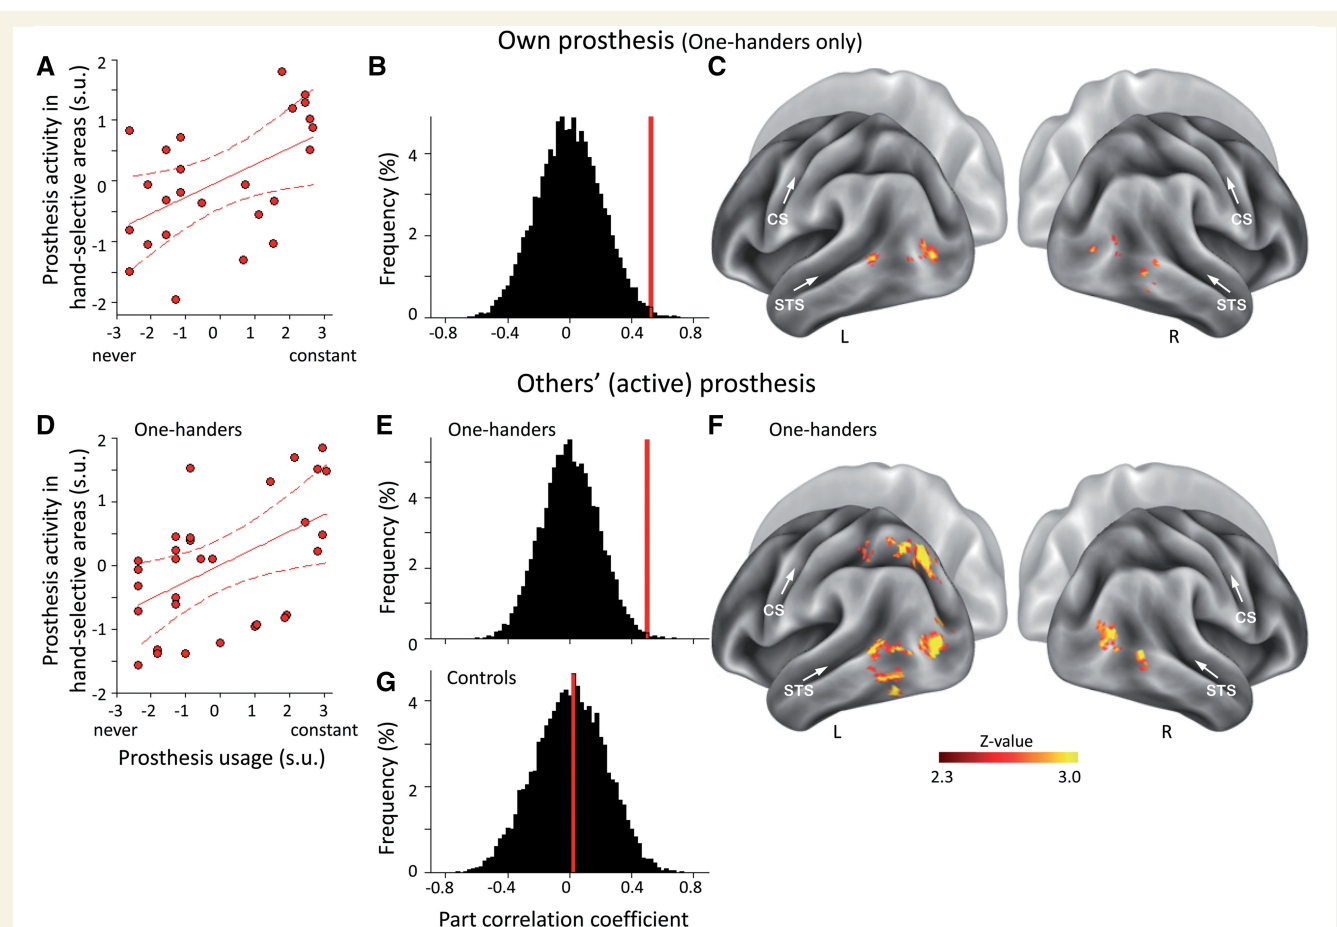 Own prosthesis (One-handers only)
A
B
C
Prosthesis activity in
hand-selective areas (s.u.)
2
1
0
-1
-2
-3 -2 -1 0 1 2 3
never constant
Frequency (%)
4
2
0
-0.8 -0.4 0 0.4 0.8
CS
STS
L
CS
STS
R
Others’ (active) prosthesis
D
One-handers
E
One-handers
F
One-handers
Prosthesis activity in
hand-selective areas (s.u.)
2
1
0
-1
-2
-3 -2 -1 0 1 2 3
never constant
Prosthesis usage (s.u.)
Frequency (%)
4
2
0
CS
STS
L
CS
STS
R
Z-value
2.3 3.0
G
Controls
Frequency (%)
4
2
0
-0.8 -0.4 0 0.4 0.8
Part correlation coefficient